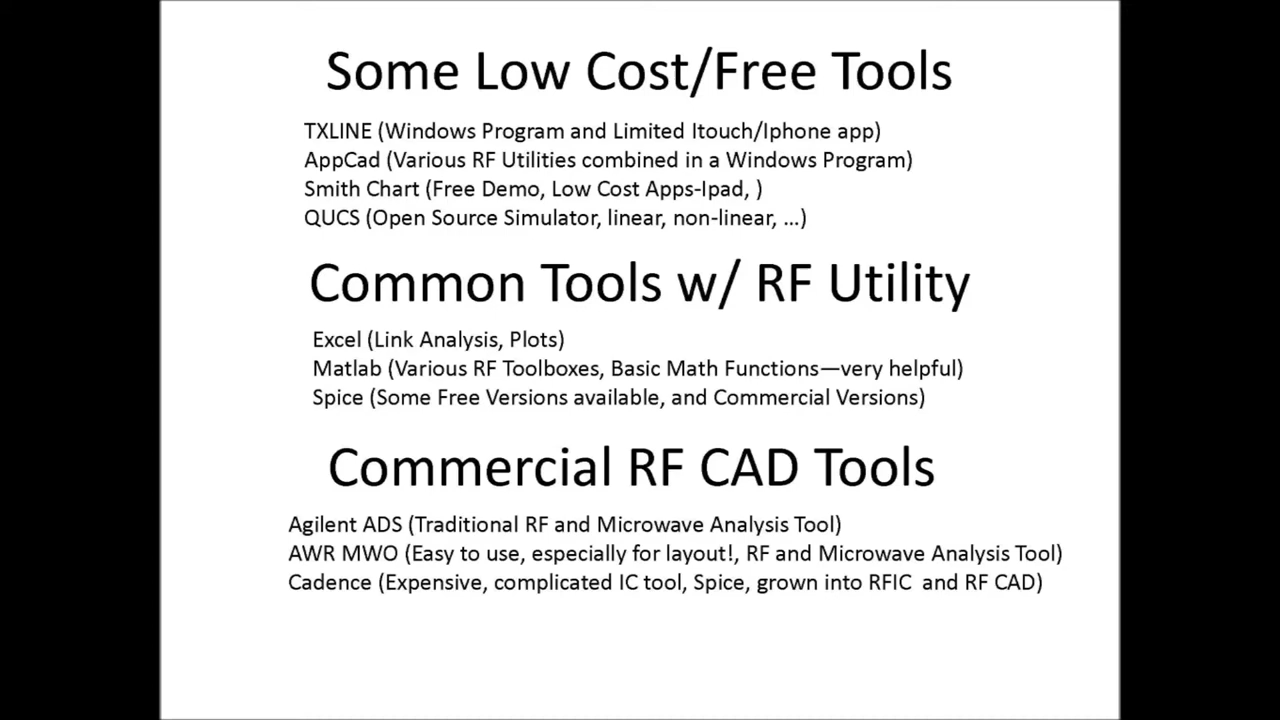 Some Low Cost/Free Tools
TXLINE (Windows Program and Limited Itouch/Iphone app)
AppCad (Various RF Utilities combined in a Windows Program)
Smith Chart (Free Demo, Low Cost Apps-Ipad, )
QUCS (Open Source Simulator, linear, non-linear, …)
Common Tools w/ RF Utility
Excel (Link Analysis, Plots)
Matlab (Various RF Toolboxes, Basic Math Functions—very helpful)
Spice (Some Free Versions available, and Commercial Versions)
Commercial RF CAD Tools
Agilent ADS (Traditional RF and Microwave Analysis Tool)
AWR MWO (Easy to use, especially for layout!, RF and Microwave Analysis Tool)
Cadence (Expensive, complicated IC tool, Spice, grown into RFIC  and RF CAD)